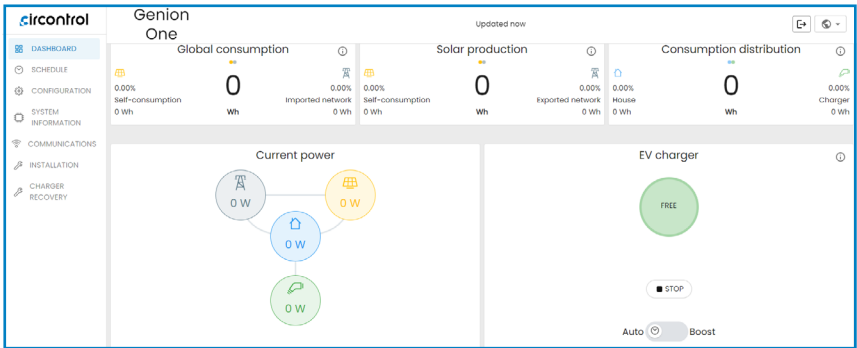 circontrol
Genion
One
Updated now
DASHBOARD
SCHEDULE
CONFIGURATION
SYSTEM
INFORMATION
COMMUNICATIONS
INSTALLATION
CHARGER
RECOVERY
Global consumption
0.00%
Self-consumption
0 Wh
0
Wh
0.00%
Imported network
0 Wh
Solar production
0.00%
Self-consumption
0 Wh
0
Wh
0.00%
Exported network
0 Wh
Consumption distribution
0.00%
House
0 Wh
0
Wh
0.00%
Charger
0 Wh
Current power
0 W
0 W
0 W
0 W
EV charger
FREE
STOP
Auto Boost